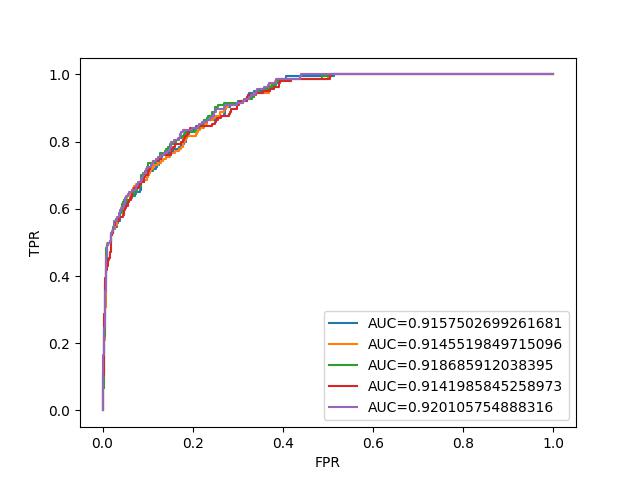 1.0
0.8
0.6
0.4
0.2
0.0
TPR
AUC=0.9157502699261681
AUC=0.9145519849715096
AUC=0.918685912038395
AUC=0.9141985845258973
AUC=0.920105754888316
0.0 0.2 0.4 0.6 0.8 1.0
FPR